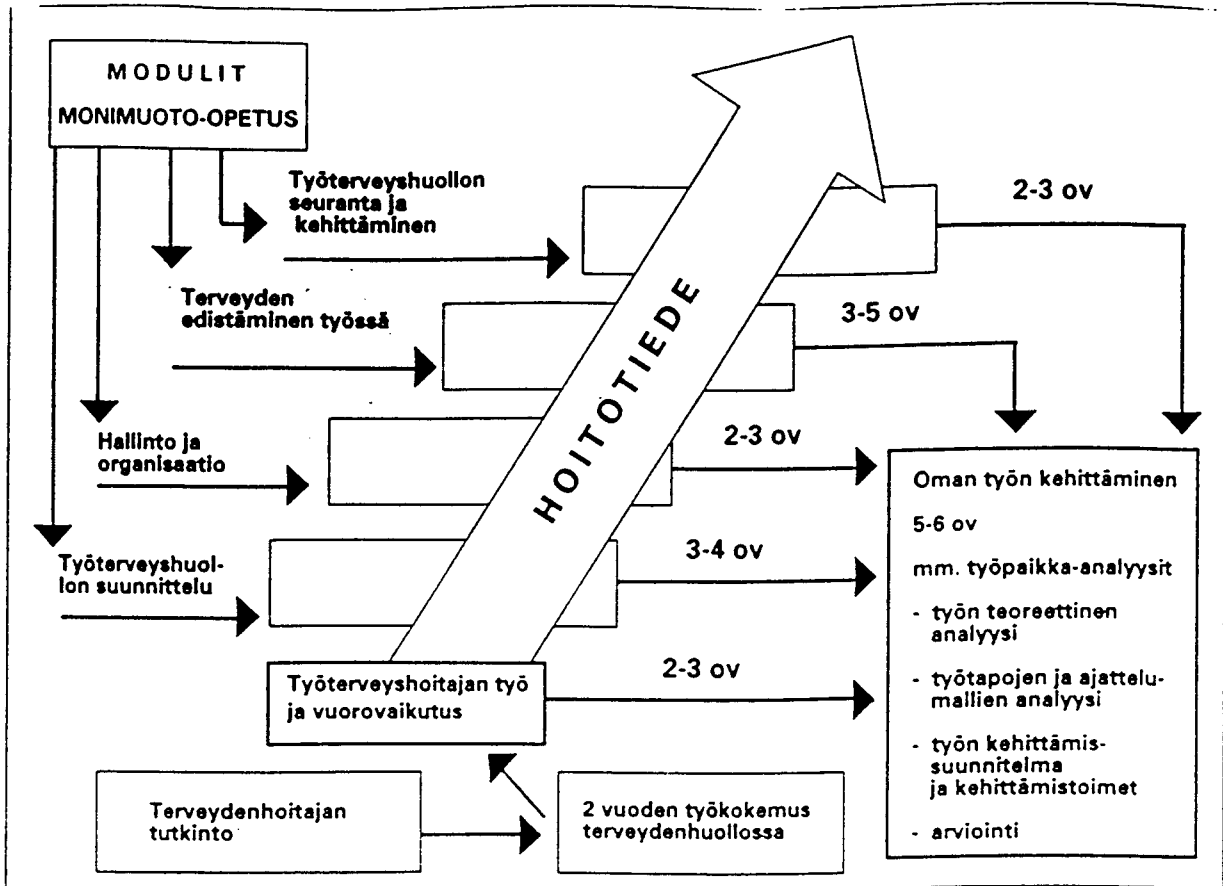 MODULIT
MONIMUOTO-OPETUS
Työterveyshuollon
seuranta ja
kehittäminen
2-3 ov
Terveyden
edistäminen työssä
3-5 ov
HOITOTIEDE
Hallinto ja
organisaatio
2-3 ov
Työterveyshuol-
lon suunnittelu
3-4 ov
Työterveyshoitajan työ
ja vuorovaikutus
2-3 ov
Terveydenhoitajan
tutkinto
2 vuoden työkokemus
terveydenhuollossa
Oman työn kehittäminen
5-6 ov
mm. työpaikka-analyysit
- työn teoreettinen
analyysi
- työtapojen ja ajattelu-
mallien analyysi
- työn kehittämis-
suunnitelma
ja kehittämistoimet
- arviointi